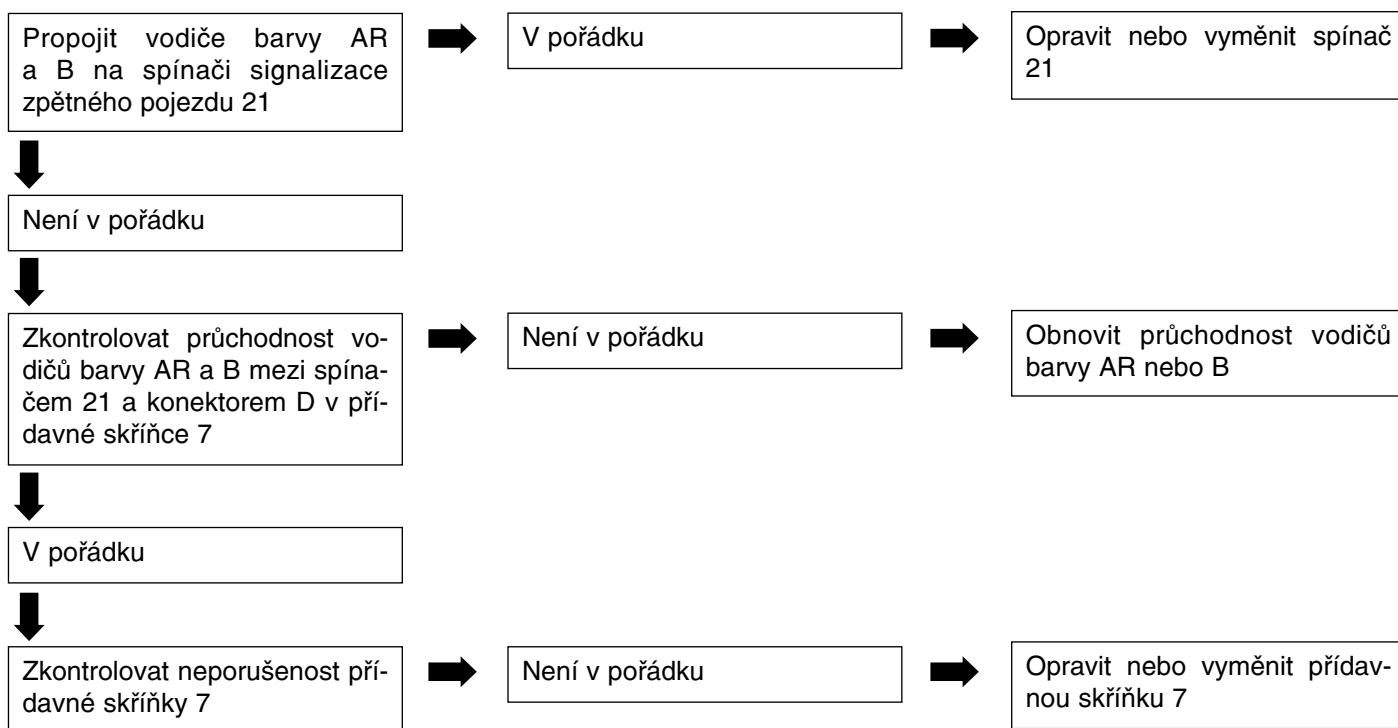 Propojit vodiče barvy AR
a B na spínači signalizace
zpětného pojezdu 21
V pořádku
Opravit nebo vyměnit spínač
21
Není v pořádku
Zkontrolovat průchodnost vo-
dičů barvy AR a B mezi spína-
čem 21 a konektorem D v pří-
davné skříňce 7
Není v pořádku
Obnovit průchodnost vodičů
barvy AR nebo B
V pořádku
Zkontrolovat neporušenost pří-
davné skříňky 7
Není v pořádku
Opravit nebo vyměnit přídav-
nou skříňku 7